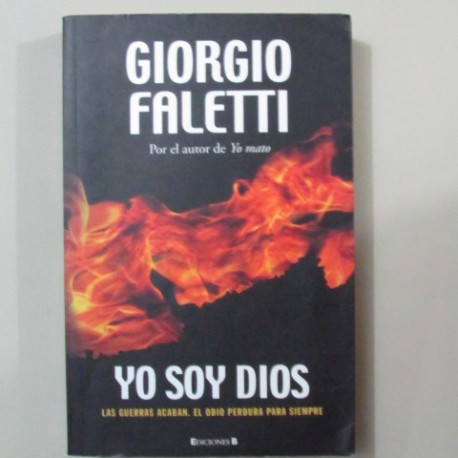 GIORGIO
FALETTI
Por el autor de Yo mato
YO SOY DIOS
LAS GUERRAS ACABAN. EL ODIO PERDURA PARA SIEMPRE
EDICIONES B